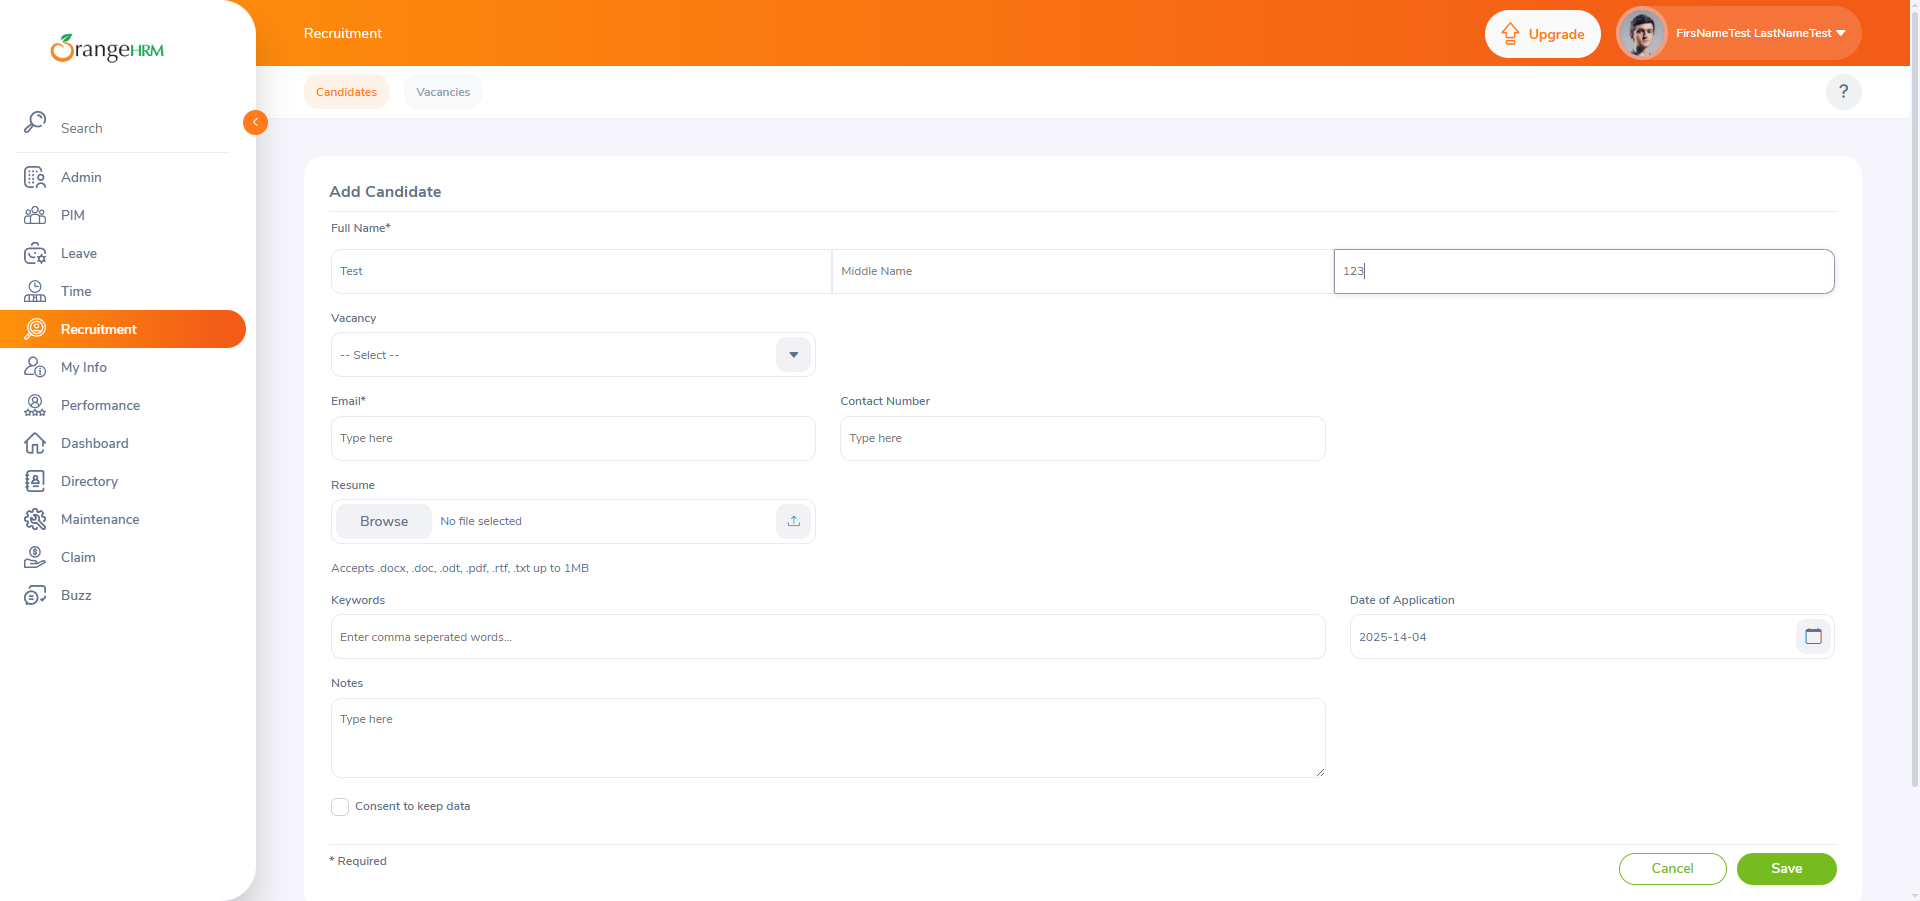 OrangeHRM
Search
Admin
PIM
Leave
Time
Recruitment
My Info
Performance
Dashboard
Directory
Maintenance
Claim
Buzz
Recruitment
Upgrade
FirsNameTest LastNameTest
Candidates
Vacancies
?
Add Candidate
Full Name*
Test
Middle Name
123
Vacancy
-- Select --
Email*
Contact Number
Type here
Type here
Resume
Browse
No file selected
Accepts .docx, .doc, .odt, .pdf, .rtf, .txt up to 1MB
Keywords
Date of Application
Enter comma seperated words...
2025-14-04
Notes
Type here
Consent to keep data
* Required
Cancel
Save